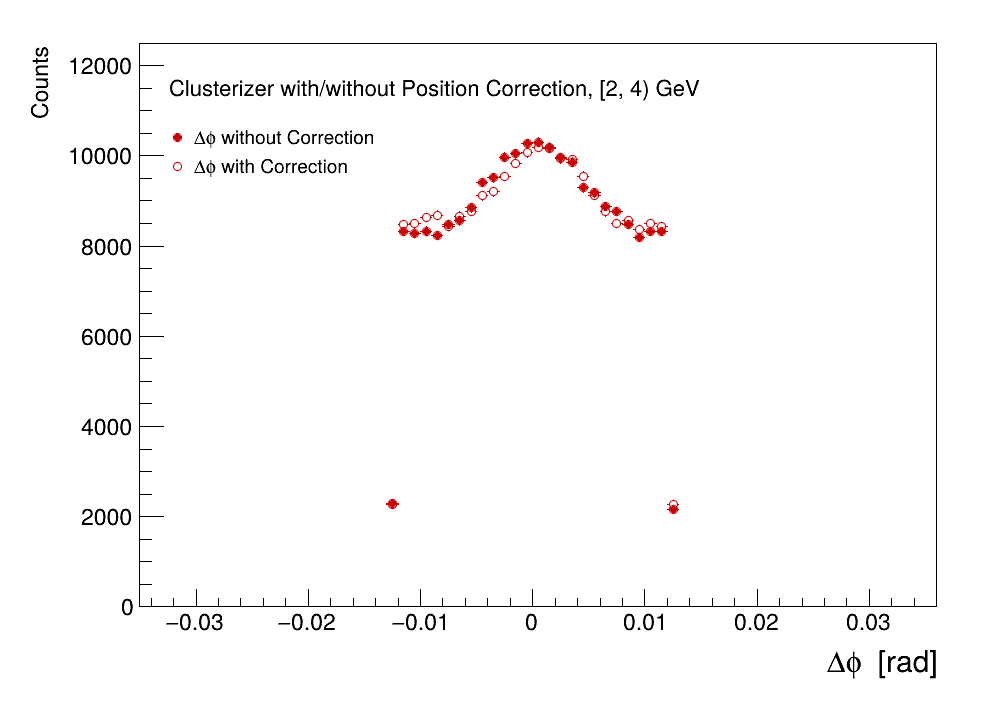 Counts
12000
10000
8000
6000
4000
2000
0
Clusterizer with/without Position Correction, [2, 4) GeV
Δϕ without Correction
Δϕ with Correction
−0.03 −0.02 −0.01 0 0.01 0.02 0.03
Δϕ [rad]